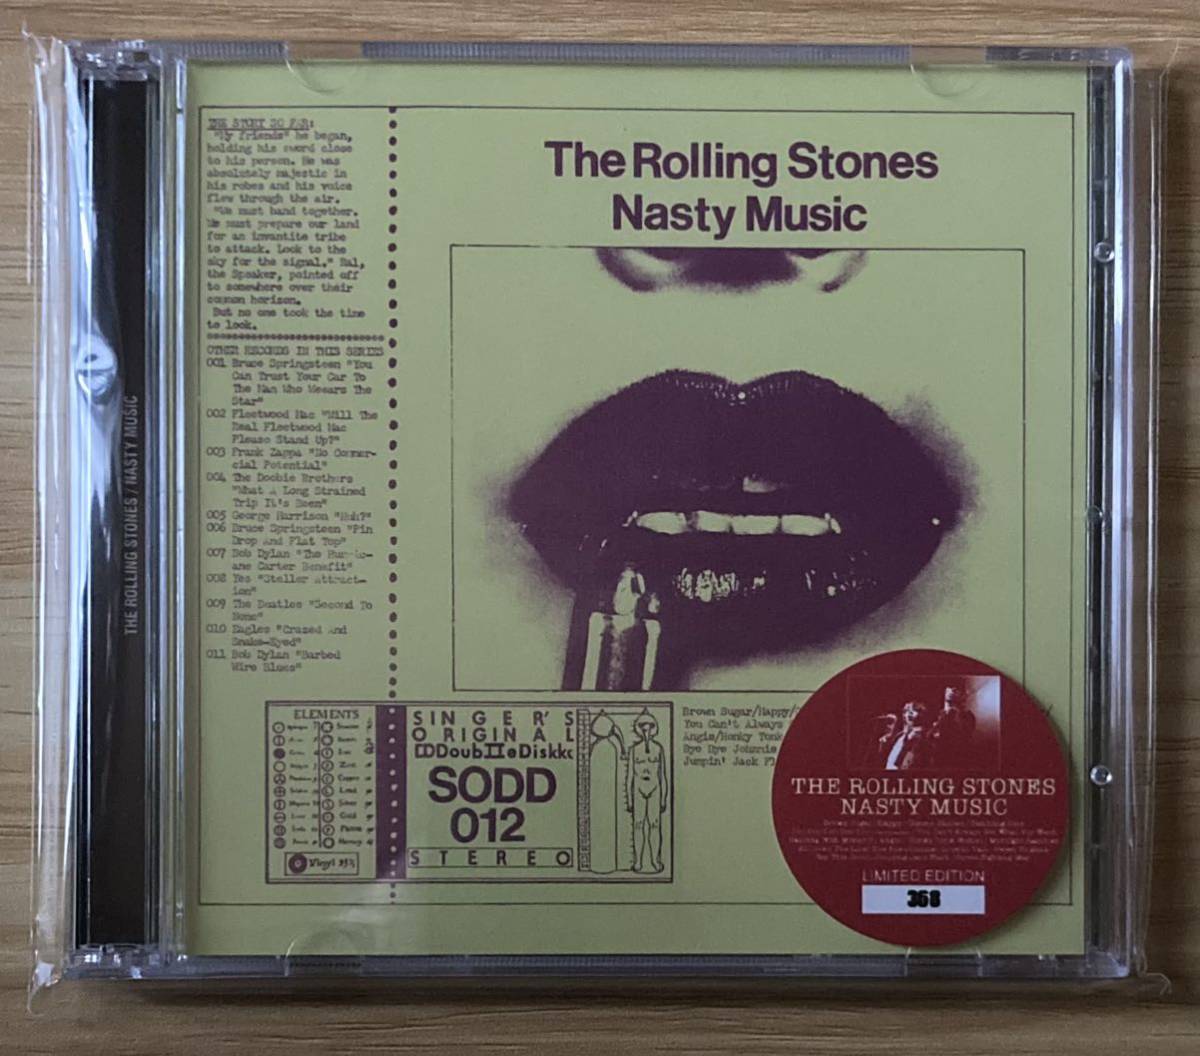 THE ROLLING STONES / NASTY MUSIC
THE STORY SO FAR:
"My friends" he began,
holding his sword close
to his person. He was
absolutely majestic in
his robes and his voice
flew through the air.
"We must band together.
We must prepare our land
for an invantite tribe
to attack. Look to the
sky for the signal." Hal,
the Speaker, pointed off
to somewhere over their
common horizon.
But no one took the time
to look.
OTHER RECORDS IN THIS SERIES
001 Bruce Springsteen "You
Can Trust Your Car To
The Man Who Wears The
Star"
002 Fleetwood Mac "Will The
Real Fleetwood Mac
Please Stand Up?"
003 Frank Zappa "No Commer-
cial Potential"
004 The Doobie Brothers
"What A Long Strained
Trip It's Been"
005 George Harrison "Huh?"
006 Bruce Springsteen "Pin
Drop And Flat Top"
007 Bob Dylan "The Hurric-
ane Carter Benefit"
008 Yes "Steller Attract-
ion"
009 The Beatles "Second To
None"
010 Eagles "Crazed And
Snake-Eyed"
011 Bob Dylan "Barbed
Wire Blues"
The Rolling Stones
Nasty Music
ELEMENTS
Vinyl 93½
SINGER'S
ORIGINAL
DDoubIIeDiskkc
SODD
012
STEREO
Brown Sugar/Happy/
You Can't Always
Angie/Honky Tonk
Bye Bye Johnnie
Jumpin' Jack Fl
THE ROLLING STONES
NASTY MUSIC
LIMITED EDITION
368